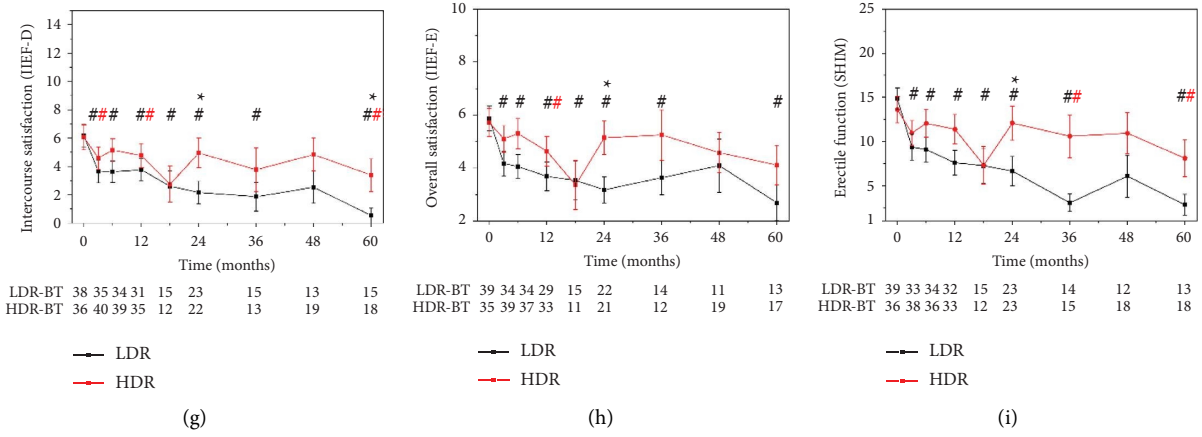 Intercourse satisfaction (IIEF-D)
14
12
10
8
6
4
2
0
*
*
# # # # # # # # # #
0 12 24 36 48 60
Time (months)
LDR-BT 38 35 34 31 15 23 15 13 15
HDR-BT 36 40 39 35 12 22 13 19 18
LDR
HDR
(g)
Overall satisfaction (IIEF-E)
10
8
6
4
2
*
# # # # # # # #
0 12 24 36 48 60
Time (months)
LDR-BT 39 34 34 29 15 22 14 11 13
HDR-BT 35 39 37 33 11 21 12 19 17
LDR
HDR
(h)
Erectile function (SHIM)
25
20
15
10
5
1
*
# # # # # # # # #
0 12 24 36 48 60
Time (months)
LDR-BT 39 33 34 32 15 23 14 12 13
HDR-BT 36 38 36 33 12 23 15 18 18
LDR
HDR
(i)